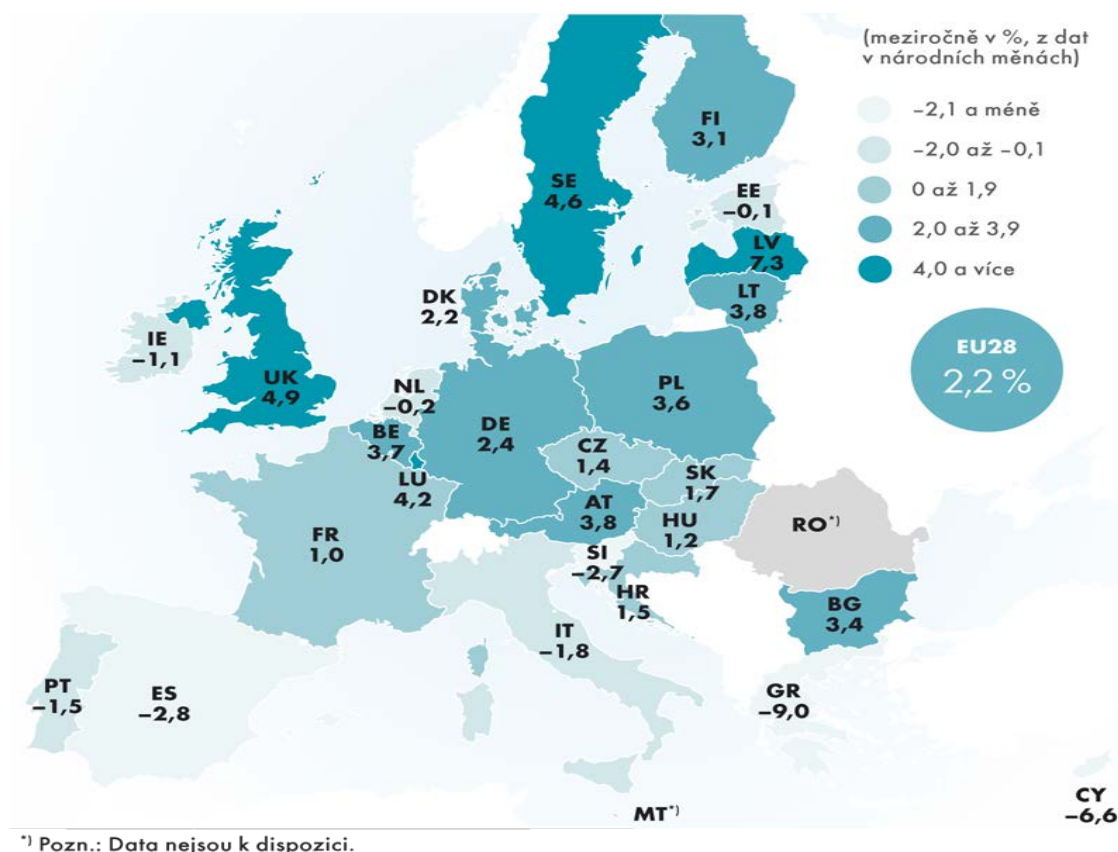 (meziročně v %, z dat
v národních měnách)
–2,1 a méně
–2,0 až –0,1
0 až 1,9
2,0 až 3,9
4,0 a více
EU28
2,2 %
FI
3,1
SE
4,6
EE
–0,1
LV
7,3
LT
3,8
DK
2,2
IE
–1,1
UK
4,9
NL
–0,2
BE
3,7
LU
4,2
DE
2,4
PL
3,6
CZ
1,4
SK
1,7
AT
3,8
HU
1,2
FR
1,0
SI
–2,7
HR
1,5
RO*)
BG
3,4
IT
–1,8
PT
–1,5
ES
–2,8
GR
–9,0
MT*)
CY
–6,6
*) Pozn.: Data nejsou k dispozici.